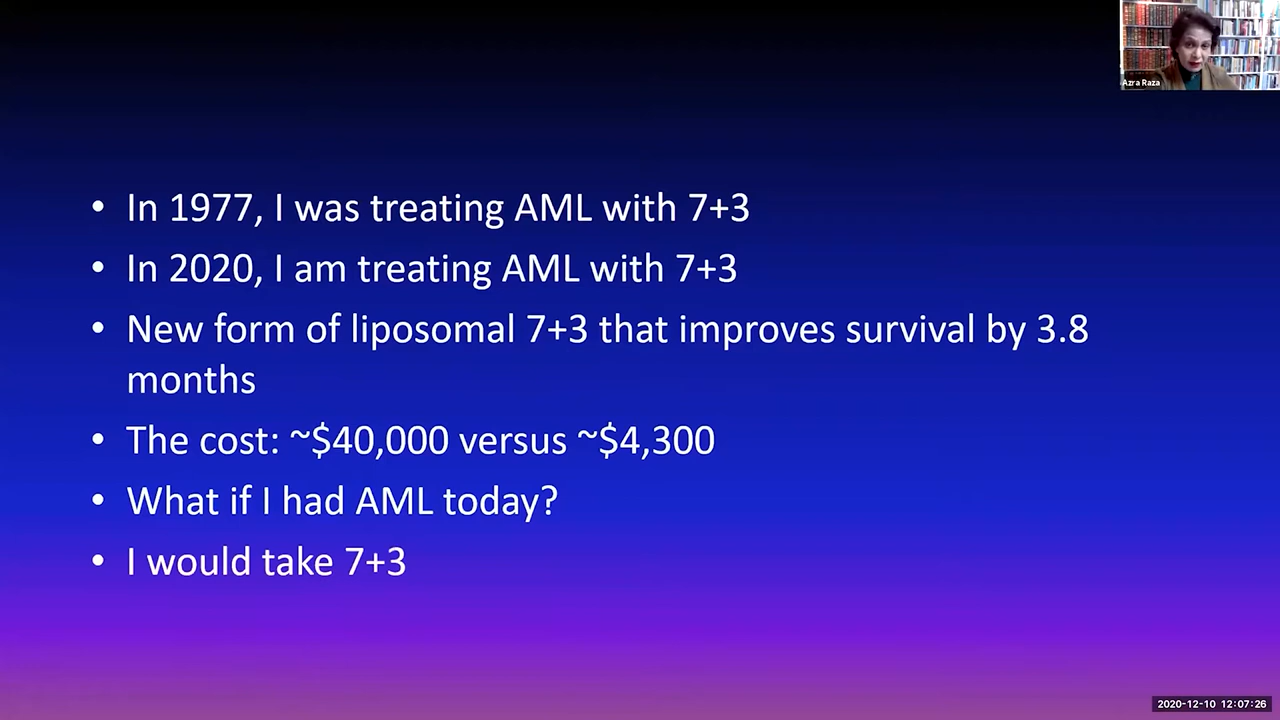 Azra Raza
• In 1977, I was treating AML with 7+3
• In 2020, I am treating AML with 7+3
• New form of liposomal 7+3 that improves survival by 3.8
months
• The cost: ~$40,000 versus ~$4,300
• What if I had AML today?
• I would take 7+3
2020-12-10 12:07:26